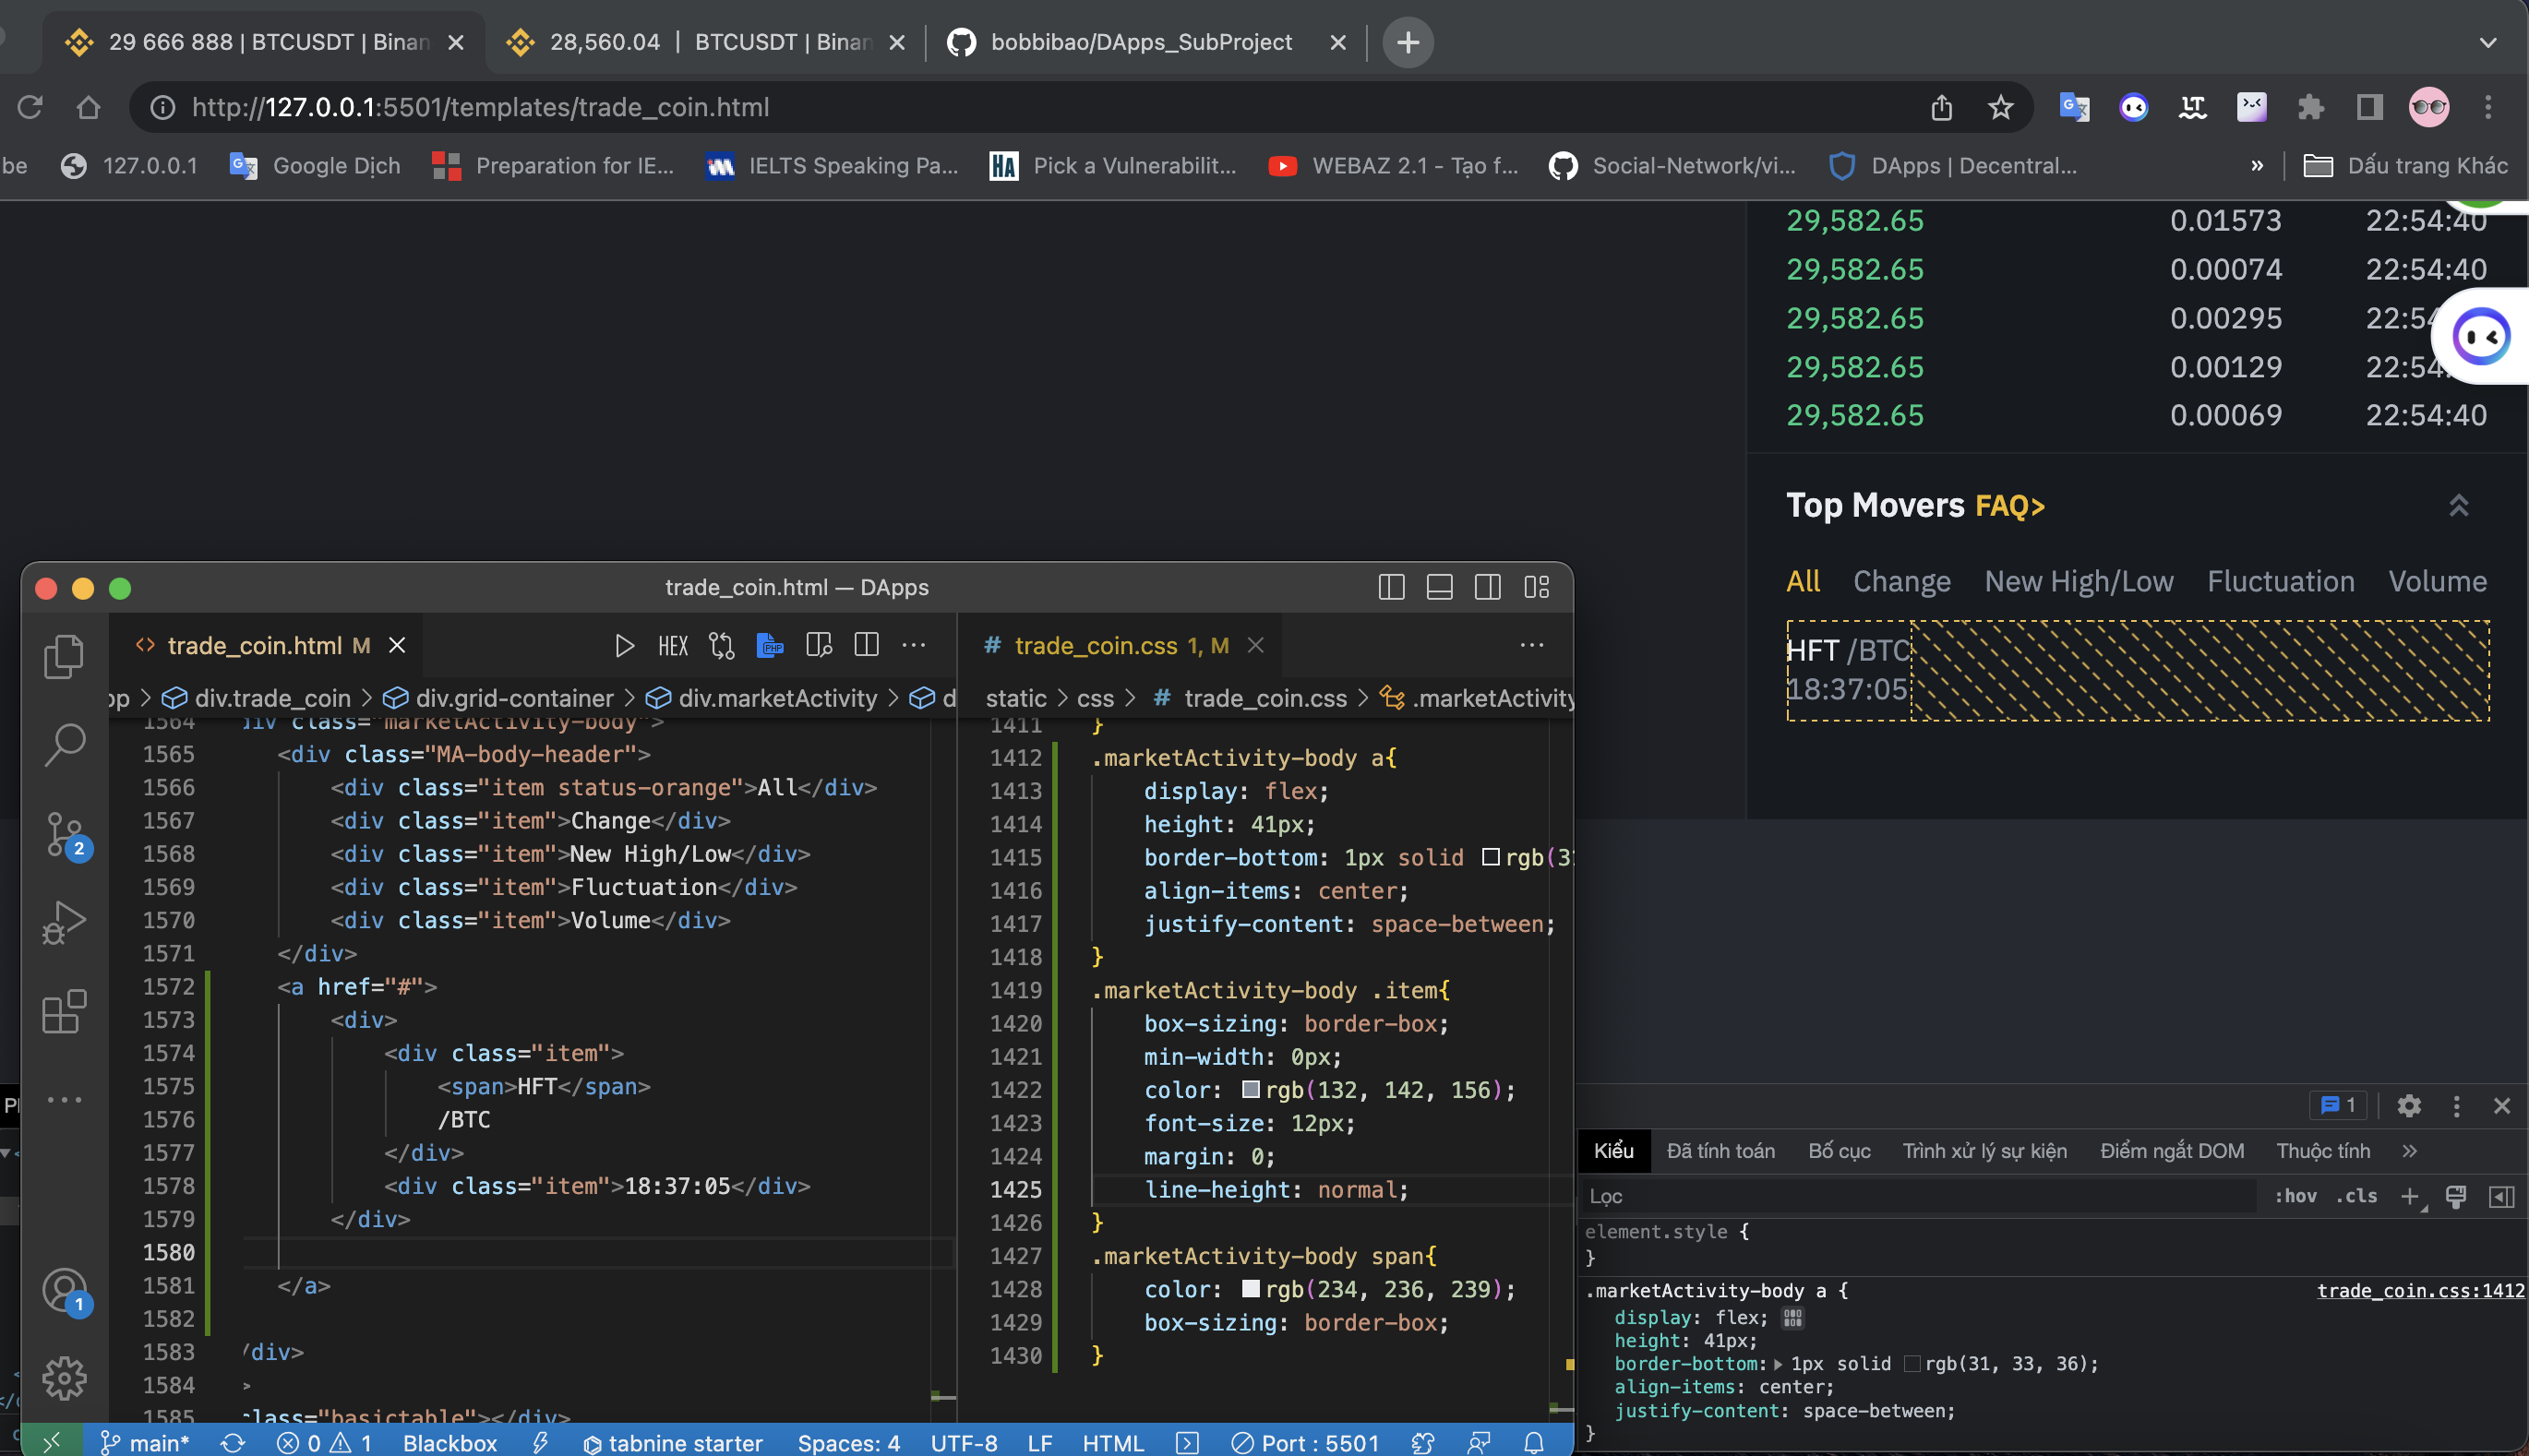 29 666 888 | BTCUSDT | Binan
28,560.04 | BTCUSDT | Binan
bobbibao/DApps_SubProject
http://127.0.0.1:5501/templates/trade_coin.html
be
127.0.0.1
Google Dịch
Preparation for IE...
IELTS Speaking Pa...
Pick a Vulnerabilit...
WEBAZ 2.1 - Tạo f...
Social-Network/vi...
DApps | Decentral...
»
Dấu trang Khác
29,582.65 0.01573 22:54:40
29,582.65 0.00074 22:54:40
29,582.65 0.00295 22:54
29,582.65 0.00129 22:54:
29,582.65 0.00069 22:54:40
Top Movers FAQ>
All Change New High/Low Fluctuation Volume
HFT /BTC
18:37:05
trade_coin.html — DApps
trade_coin.html M
HEX
PHP
# trade_coin.css 1, M
pp > div.trade_coin > div.grid-container > div.marketActivity > d
static > css > # trade_coin.css > .marketActivity
1564 div class="marketActivity-body">
1565 <div class="MA-body-header">
1566 <div class="item status-orange">All</div>
1567 <div class="item">Change</div>
1568 <div class="item">New High/Low</div>
1569 <div class="item">Fluctuation</div>
1570 <div class="item">Volume</div>
1571 </div>
1572 <a href="#">
1573 <div>
1574 <div class="item">
1575 <span>HFT</span>
1576 /BTC
1577 </div>
1578 <div class="item">18:37:05</div>
1579 </div>
1580
1581 </a>
1582
1583 /div>
1584 >
1585 class="basictable"></div>
1411 }
1412 .marketActivity-body a{
1413 display: flex;
1414 height: 41px;
1415 border-bottom: 1px solid rgb(31
1416 align-items: center;
1417 justify-content: space-between;
1418 }
1419 .marketActivity-body .item{
1420 box-sizing: border-box;
1421 min-width: 0px;
1422 color: rgb(132, 142, 156);
1423 font-size: 12px;
1424 margin: 0;
1425 line-height: normal;
1426 }
1427 .marketActivity-body span{
1428 color: rgb(234, 236, 239);
1429 box-sizing: border-box;
1430 }
2
1
main* 0 1 Blackbox tabnine starter Spaces: 4 UTF-8 LF HTML Port : 5501
1
Kiểu Đã tính toán Bố cục Trình xử lý sự kiện Điểm ngắt DOM Thuộc tính »
Lọc :hov .cls +
element.style {
}
.marketActivity-body a { trade_coin.css:1412
display: flex;
height: 41px;
border-bottom: 1px solid rgb(31, 33, 36);
align-items: center;
justify-content: space-between;
}